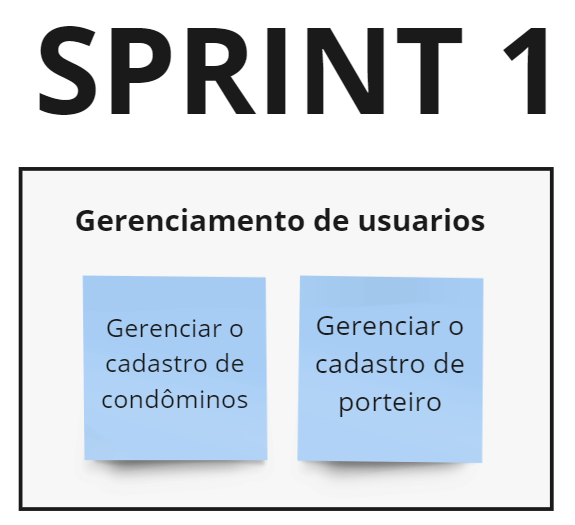 SPRINT 1
Gerenciamento de usuarios
Gerenciar o
cadastro de
condôminos
Gerenciar o
cadastro de
porteiro